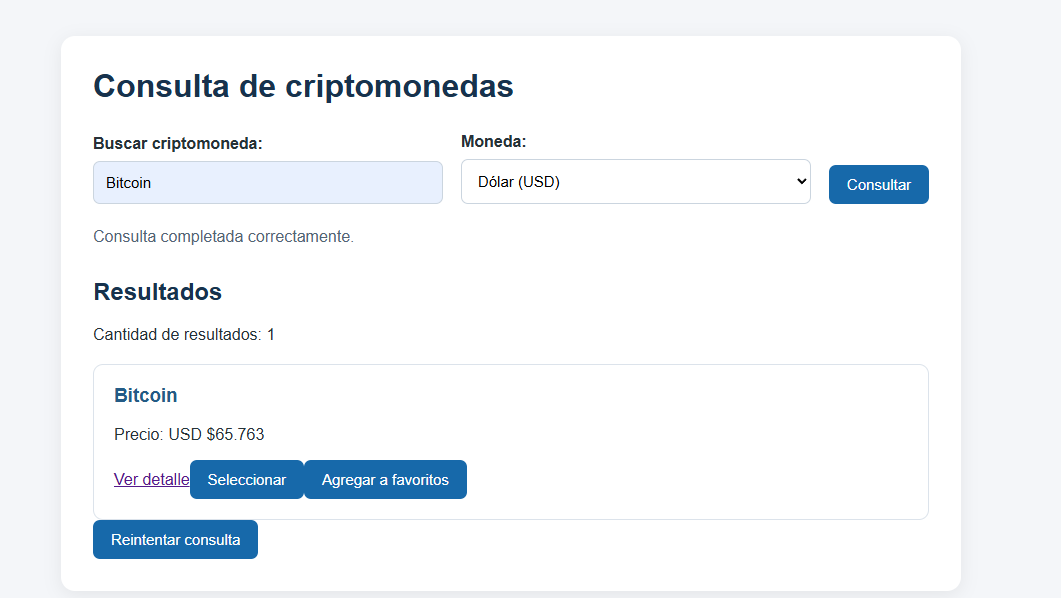 Consulta de criptomonedas
Buscar criptomoneda:
Moneda:
Bitcoin
Dólar (USD)
Consultar
Consulta completada correctamente.
Resultados
Cantidad de resultados: 1
Bitcoin
Precio: USD $65.763
Ver detalle
Seleccionar
Agregar a favoritos
Reintentar consulta